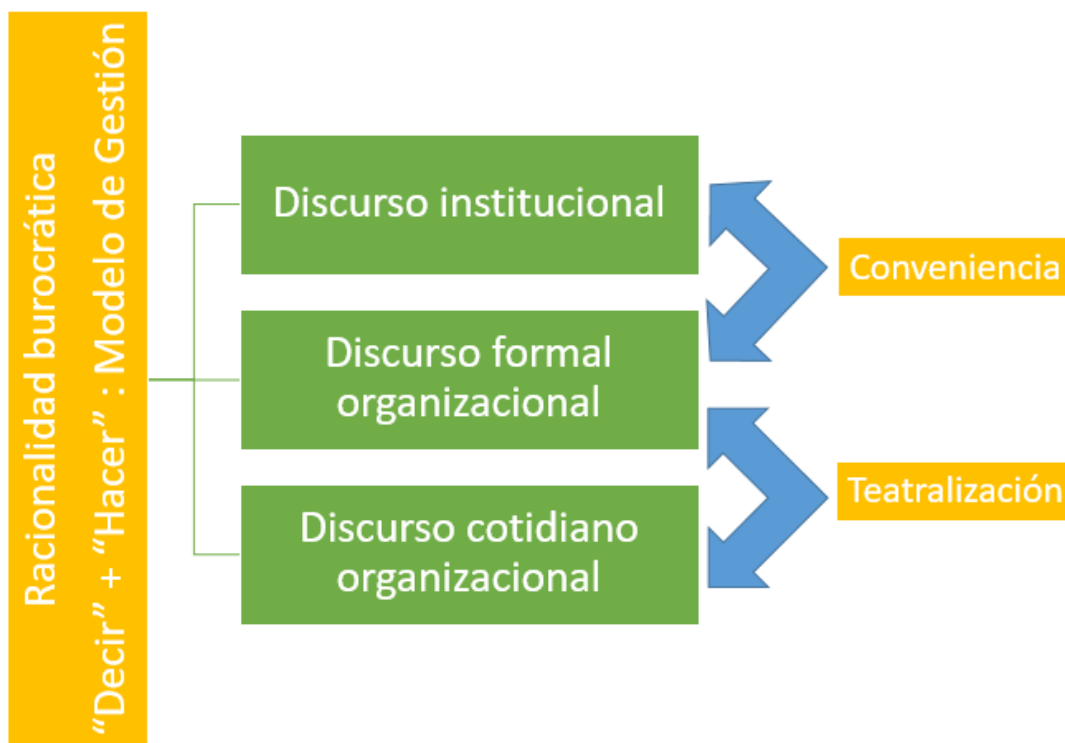 Racionalidad burocrática
“Decir” + “Hacer” : Modelo de Gestión
Discurso institucional
Discurso formal
organizacional
Discurso cotidiano
organizacional
Conveniencia
Teatralización